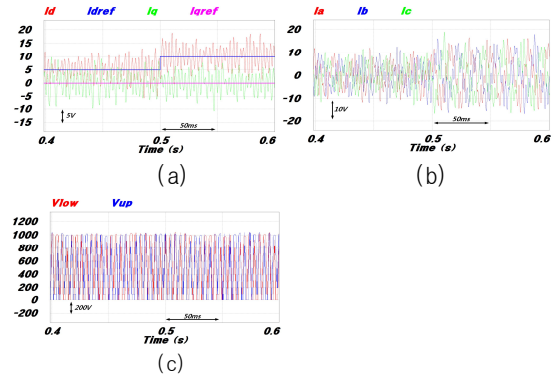 Id Idref Iq Iqref
20
15
10
5
0
-5
-10
-15
5V
50ms
0.4 0.5 0.6
Time (s)
(a)
Ia Ib Ic
20
10
0
-10
-20
10V
50ms
0.4 0.5 0.6
Time (s)
(b)
Vlow Vup
1200
1000
800
600
400
200
0
-200
200V
50ms
0.4 0.5 0.6
Time (s)
(c)